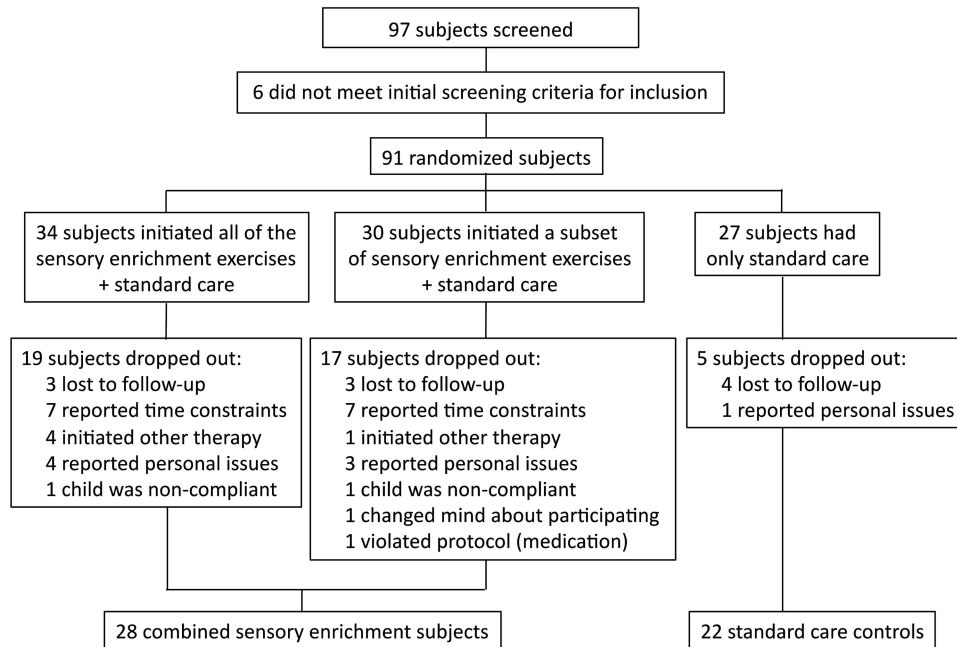 97 subjects screened
6 did not meet initial screening criteria for inclusion
91 randomized subjects
34 subjects initiated all of the
sensory enrichment exercises
+ standard care
30 subjects initiated a subset
of sensory enrichment exercises
+ standard care
27 subjects had
only standard care
19 subjects dropped out:
3 lost to follow-up
7 reported time constraints
4 initiated other therapy
4 reported personal issues
1 child was non-compliant
17 subjects dropped out:
3 lost to follow-up
7 reported time constraints
1 initiated other therapy
3 reported personal issues
1 child was non-compliant
1 changed mind about participating
1 violated protocol (medication)
5 subjects dropped out:
4 lost to follow-up
1 reported personal issues
28 combined sensory enrichment subjects
22 standard care controls